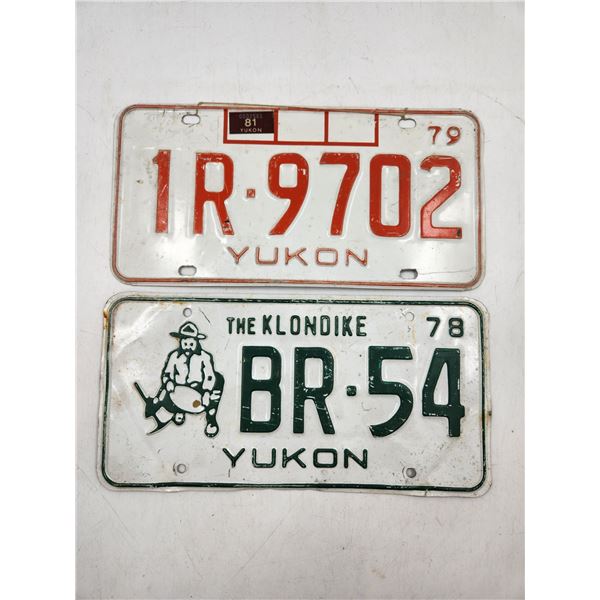 81
YUKON
79
1R·9702
YUKON
THE KLONDIKE 78
BR·54
YUKON